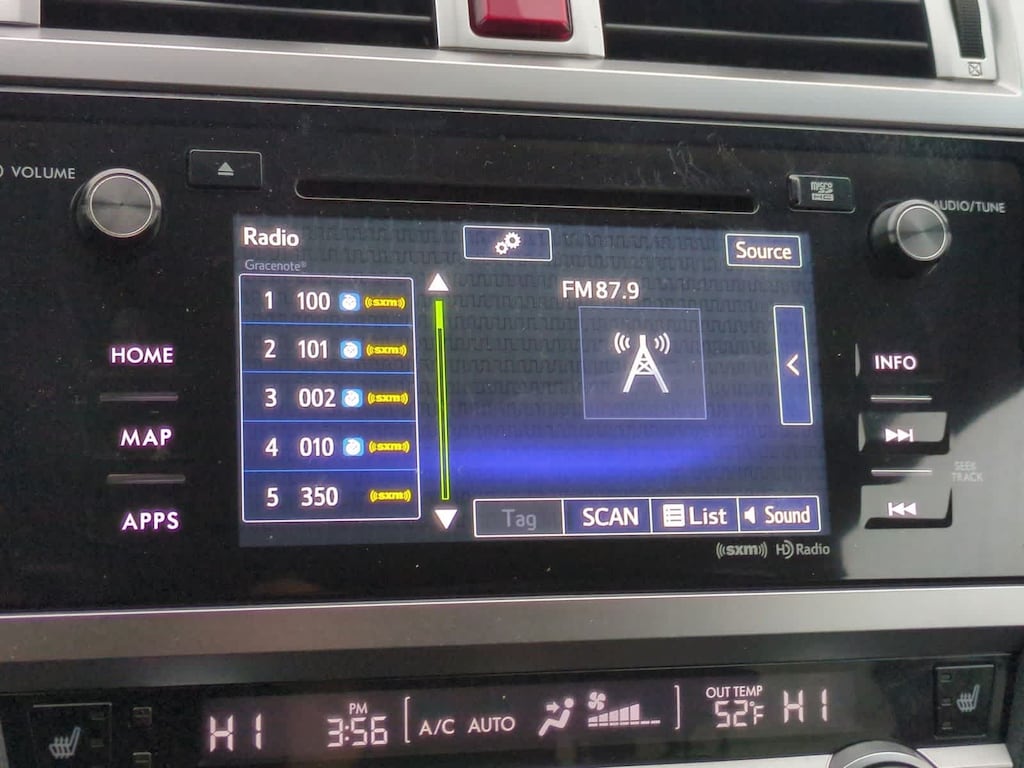 VOLUME
microSD HC
AUDIO/TUNE
Radio
Source
Gracenote®
1 100 ((sxm))
2 101 ((sxm))
3 002 ((sxm))
4 010 ((sxm))
5 350 ((sxm))
FM 87.9
HOME
MAP
APPS
INFO
SEEK
TRACK
Tag
SCAN
List
Sound
((sxm)) HD Radio
HI
PM
3:56
A/C AUTO
OUT TEMP
52°F
HI